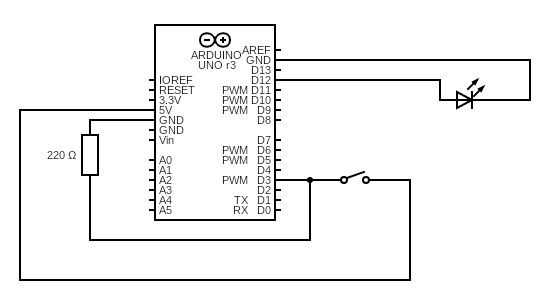 ARDUINO
UNO r3
AREF
GND
D13
D12
PWM D11
PWM D10
PWM D9
D8
D7
PWM D6
PWM D5
D4
PWM D3
D2
TX D1
RX D0
IOREF
RESET
3.3V
5V
GND
GND
Vin
A0
A1
A2
A3
A4
A5
220 Ω